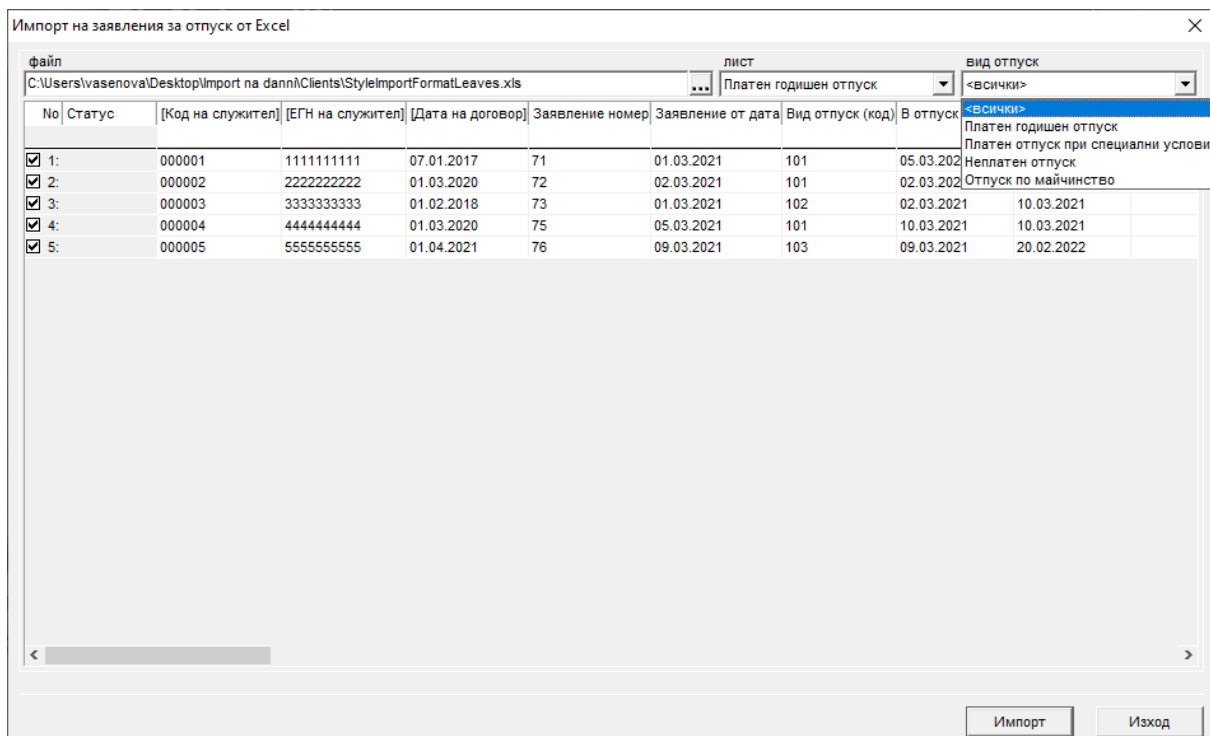 Импорт на заявления за отпуск от Excel
файл лист вид отпуск
C:\Users\vasenova\Desktop\Import na danni\Clients\StyleImportFormatLeaves.xls ... Платен годишен отпуск <всички>
No Статус [Код на служител] [ЕГН на служител] [Дата на договор] Заявление номер Заявление от дата Вид отпуск (код) В отпуск
<всички>
Платен годишен отпуск
Платен отпуск при специални услови
Неплатен отпуск
Отпуск по майчинство
1: 000001 1111111111 07.01.2017 71 01.03.2021 101 05.03.202
2: 000002 2222222222 01.03.2020 72 02.03.2021 101 02.03.202
3: 000003 3333333333 01.02.2018 73 01.03.2021 102 02.03.2021 10.03.2021
4: 000004 4444444444 01.03.2020 75 05.03.2021 101 10.03.2021 10.03.2021
5: 000005 5555555555 01.04.2021 76 09.03.2021 103 09.03.2021 20.02.2022
Импорт Изход